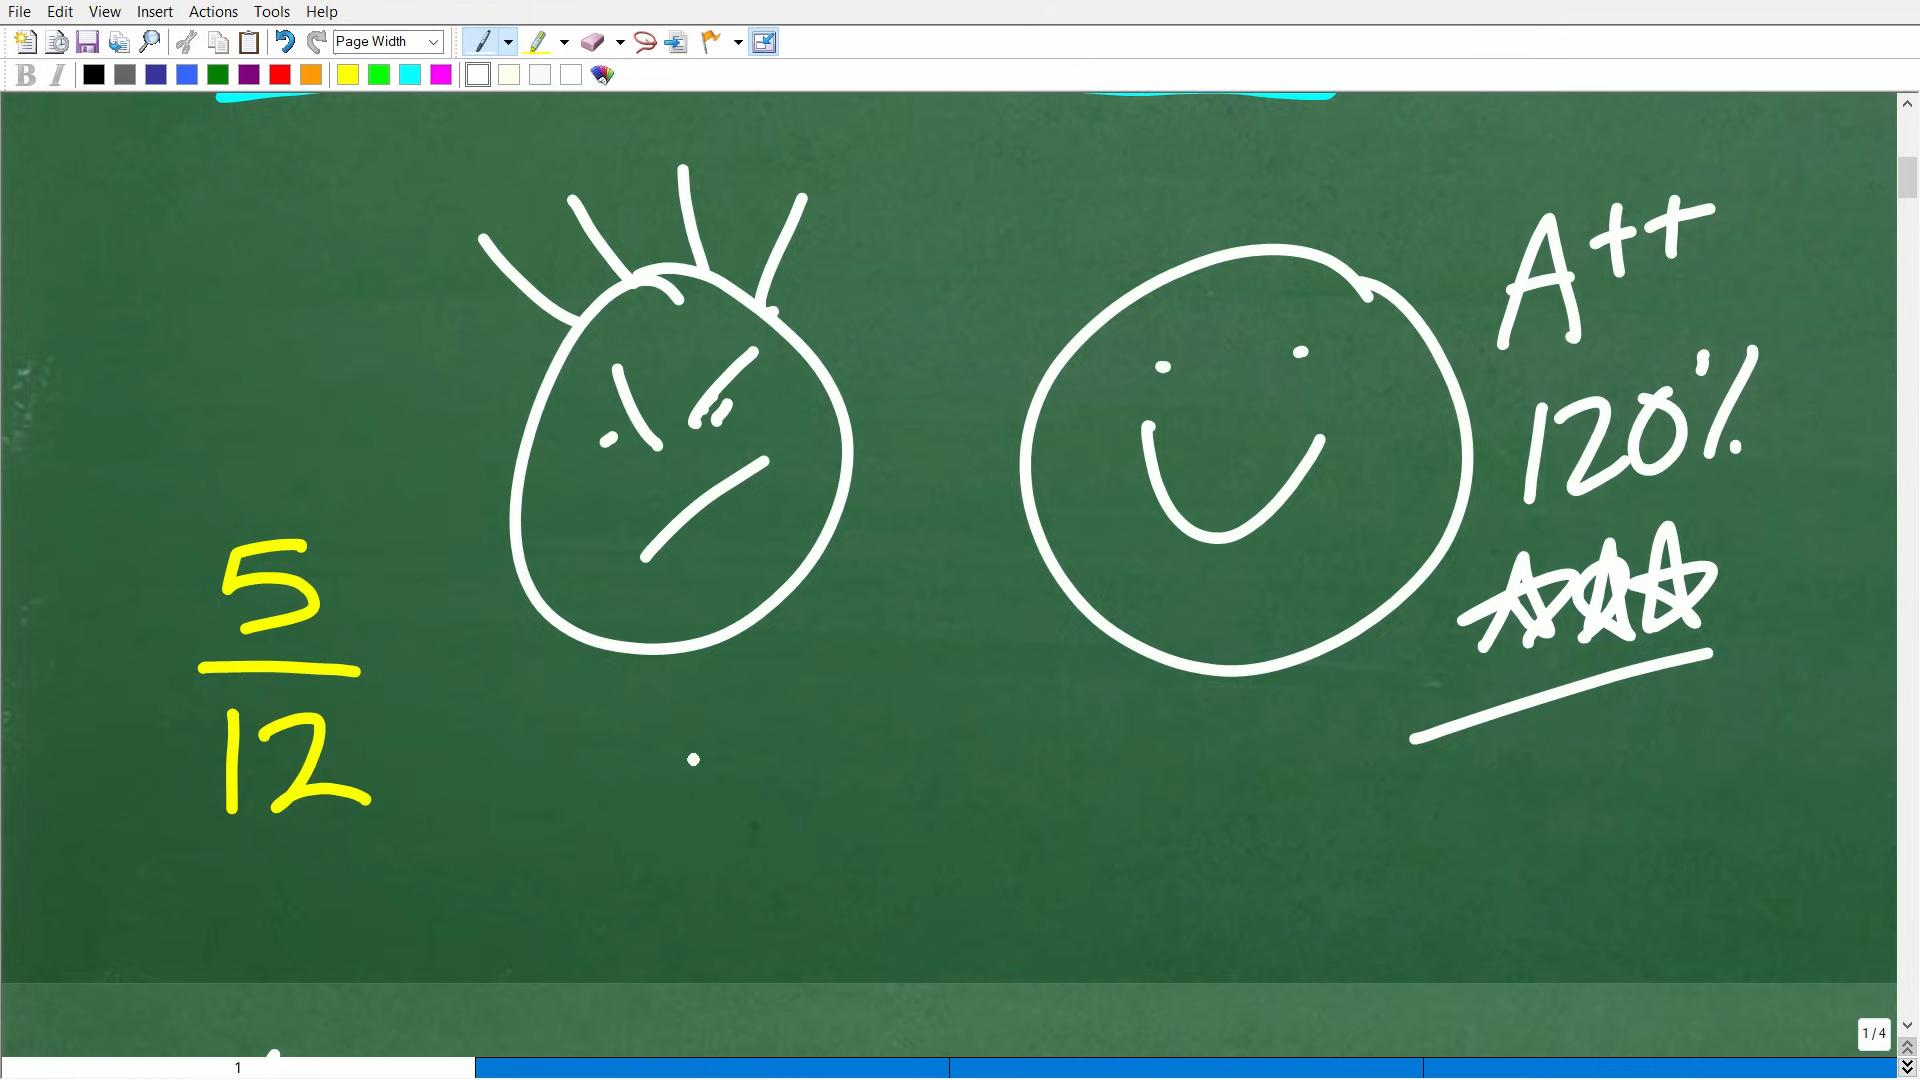 File Edit View Insert Actions Tools Help
Page Width
B I
A++
120%
5
12
1/4
1